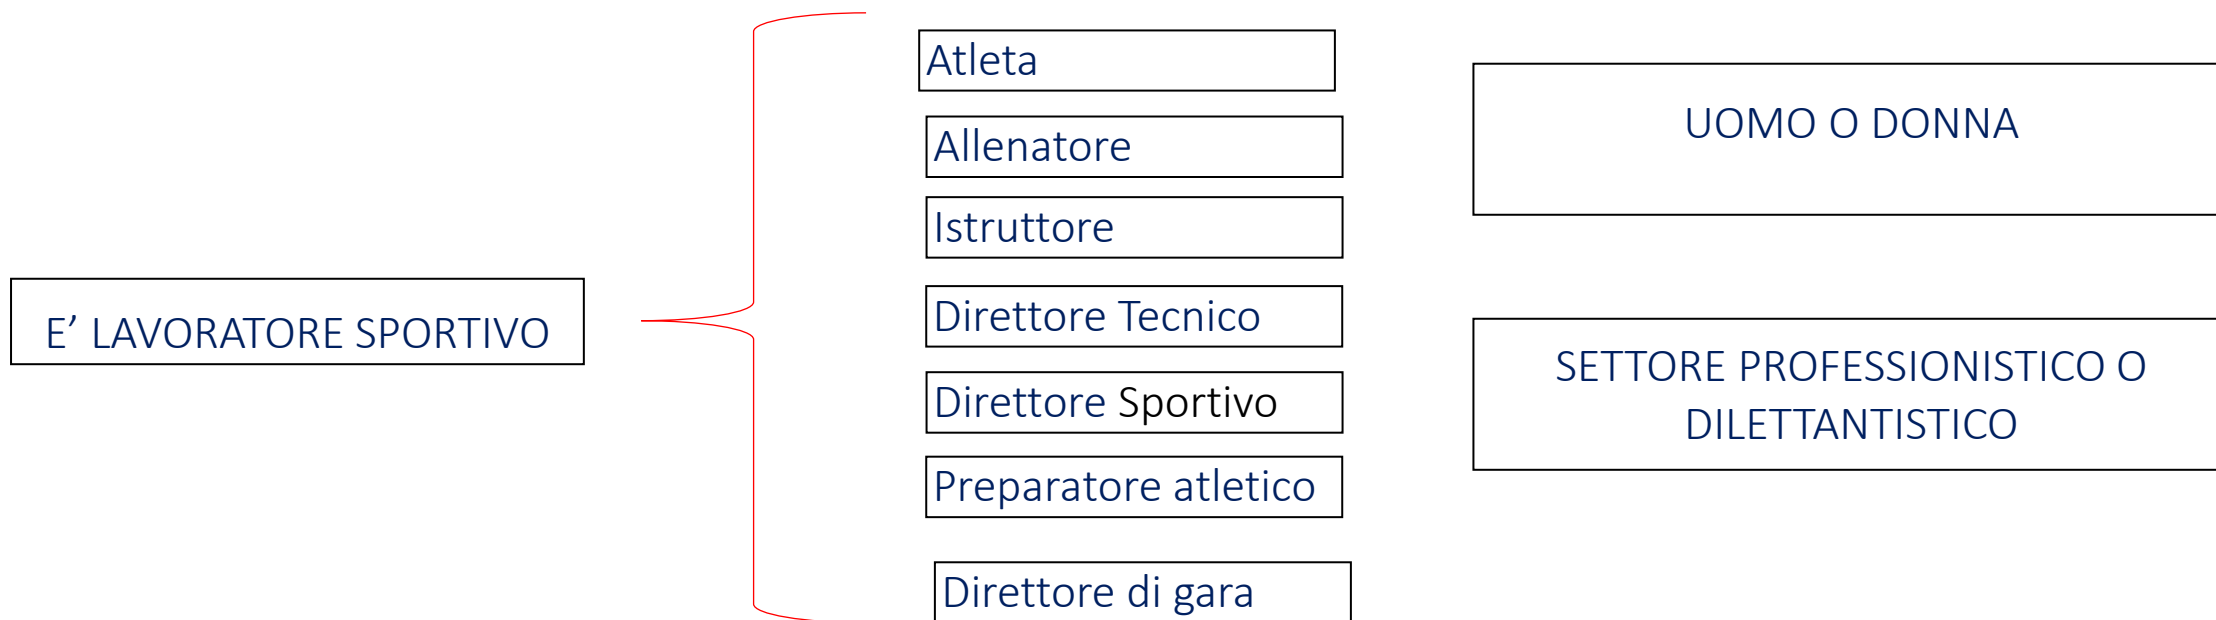 E’ LAVORATORE SPORTIVO
Atleta
Allenatore
Istruttore
Direttore Tecnico
Direttore Sportivo
Preparatore atletico
Direttore di gara
UOMO O DONNA
SETTORE PROFESSIONISTICO O
DILETTANTISTICO